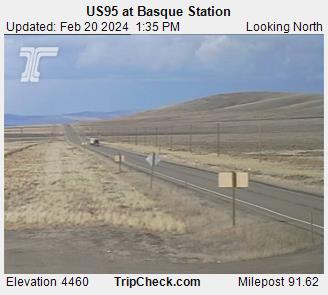 US95 at Basque Station
Updated: Feb 20 2024 1:35 PM Looking North
Elevation 4460 TripCheck.com Milepost 91.62